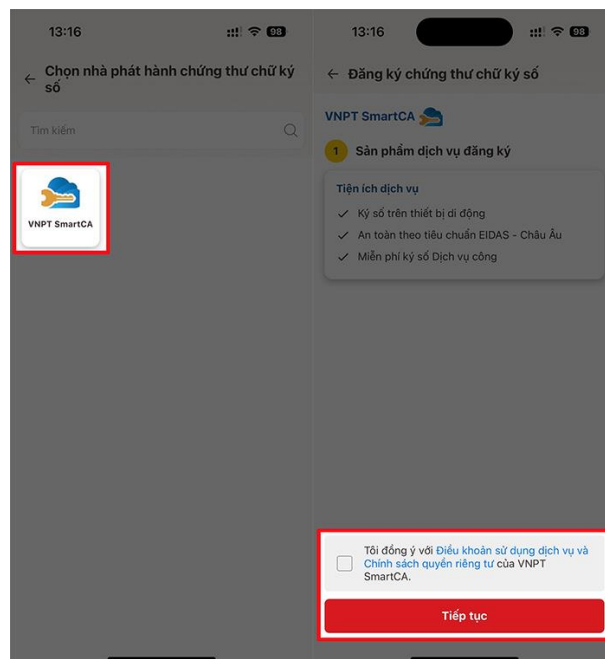 13:16
98
← Chọn nhà phát hành chứng thư chữ ký
số
Tìm kiếm
VNPT SmartCA
13:16
98
← Đăng ký chứng thư chữ ký số
VNPT SmartCA
1 Sản phẩm dịch vụ đăng ký
Tiện ích dịch vụ
✓ Ký số trên thiết bị di động
✓ An toàn theo tiêu chuẩn EIDAS - Châu Âu
✓ Miễn phí ký số Dịch vụ công
Tôi đồng ý với Điều khoản sử dụng dịch vụ và
Chính sách quyền riêng tư của VNPT
SmartCA.
Tiếp tục